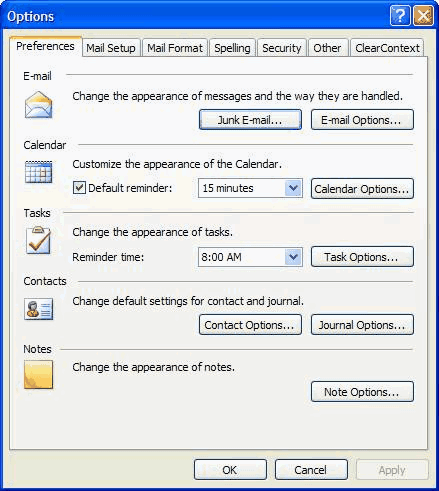 Options
Preferences Mail Setup Mail Format Spelling Security Other ClearContext
E-mail
Change the appearance of messages and the way they are handled.
Junk E-mail... E-mail Options...
Calendar
Customize the appearance of the Calendar.
Default reminder: 15 minutes Calendar Options...
Tasks
Change the appearance of tasks.
Reminder time: 8:00 AM Task Options...
Contacts
Change default settings for contact and journal.
Contact Options... Journal Options...
Notes
Change the appearance of notes.
Note Options...
OK Cancel Apply